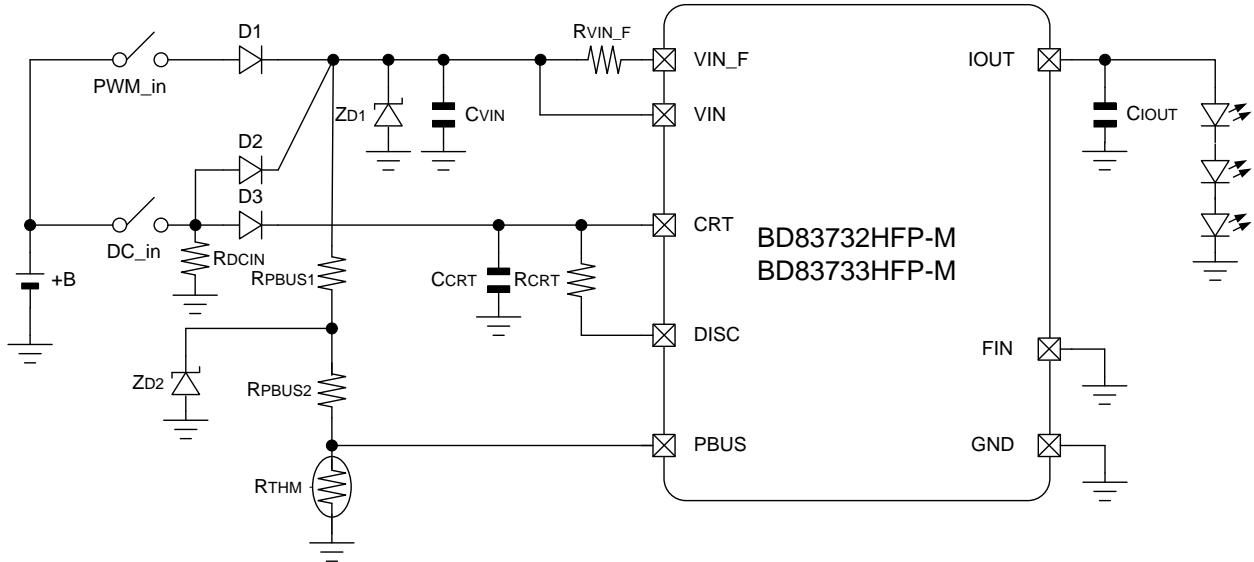 D1
RVIN_F
PWM_in
ZD1
CVIN
VIN_F
IOUT
VIN
CIOUT
D2
D3
DC_in
RDCIN
CRT
BD83732HFP-M
BD83733HFP-M
+B
RPBUS1
CCRT
RCRT
DISC
FIN
ZD2
RPBUS2
PBUS
GND
RTHM